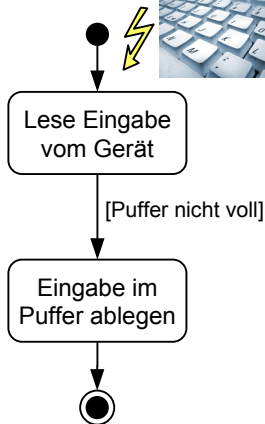 Lese Eingabe
vom Gerät
[Puffer nicht voll]
Eingabe im
Puffer ablegen